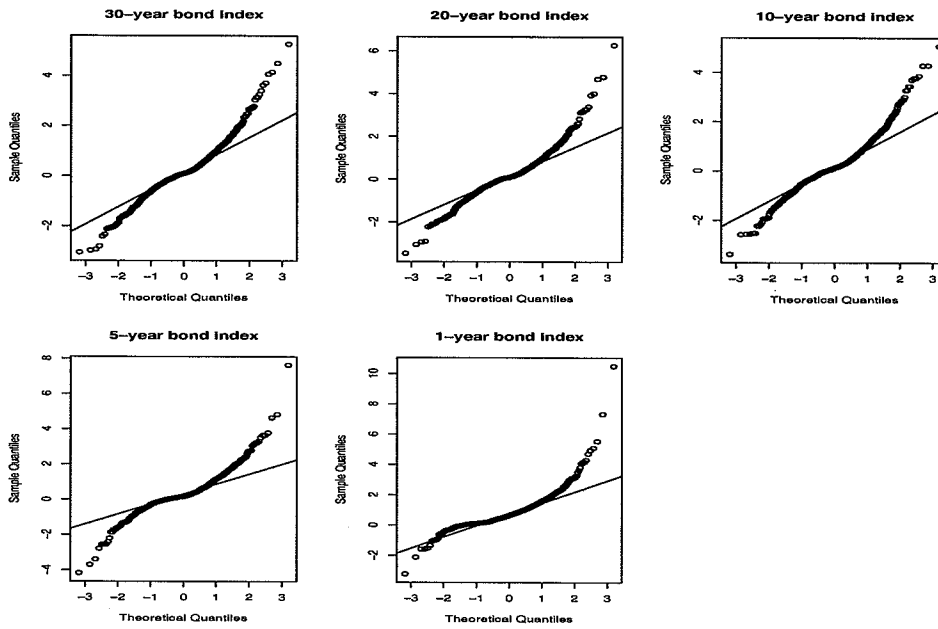 30–year bond index
Sample Quantiles
4
2
0
−2
−3 −2 −1 0 1 2 3
Theoretical Quantiles
20–year bond index
Sample Quantiles
6
4
2
0
−2
−3 −2 −1 0 1 2 3
Theoretical Quantiles
10–year bond index
Sample Quantiles
4
2
0
−2
−3 −2 −1 0 1 2 3
Theoretical Quantiles
5–year bond index
Sample Quantiles
8
6
4
2
0
−2
−4
−3 −2 −1 0 1 2 3
Theoretical Quantiles
1–year bond index
Sample Quantiles
10
8
6
4
2
0
−2
−3 −2 −1 0 1 2 3
Theoretical Quantiles